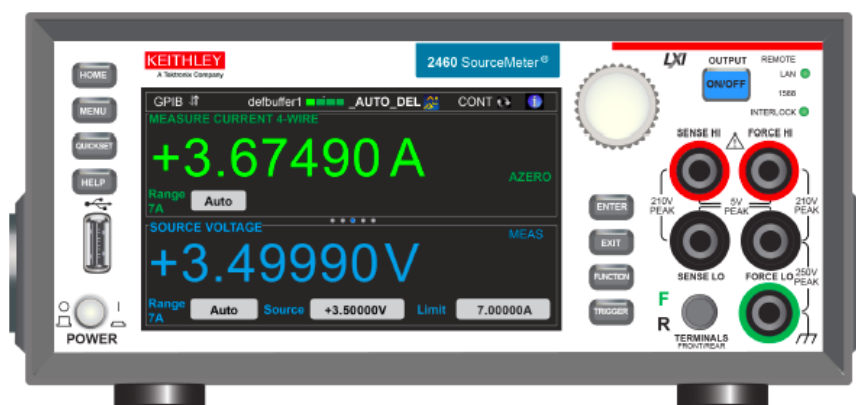 KEITHLEY
A Tektronix Company
2460 SourceMeter®
LXI
OUTPUT
ON/OFF
REMOTE
LAN
1588
INTERLOCK
HOME
MENU
QUICKSET
HELP
GPIB
defbuffer1
_AUTO_DEL
CONT
i
MEASURE CURRENT 4-WIRE
+3.67490 A
AZERO
Range
7A
Auto
SOURCE VOLTAGE
MEAS
+3.49990V
Range
7A
Auto
Source
+3.50000V
Limit
7.00000A
ENTER
EXIT
FUNCTION
TRIGGER
SENSE HI
FORCE HI
210V
PEAK
5V
PEAK
210V
PEAK
SENSE LO
FORCE LO
250V
PEAK
F
R
TERMINALS
FRONT/REAR
POWER